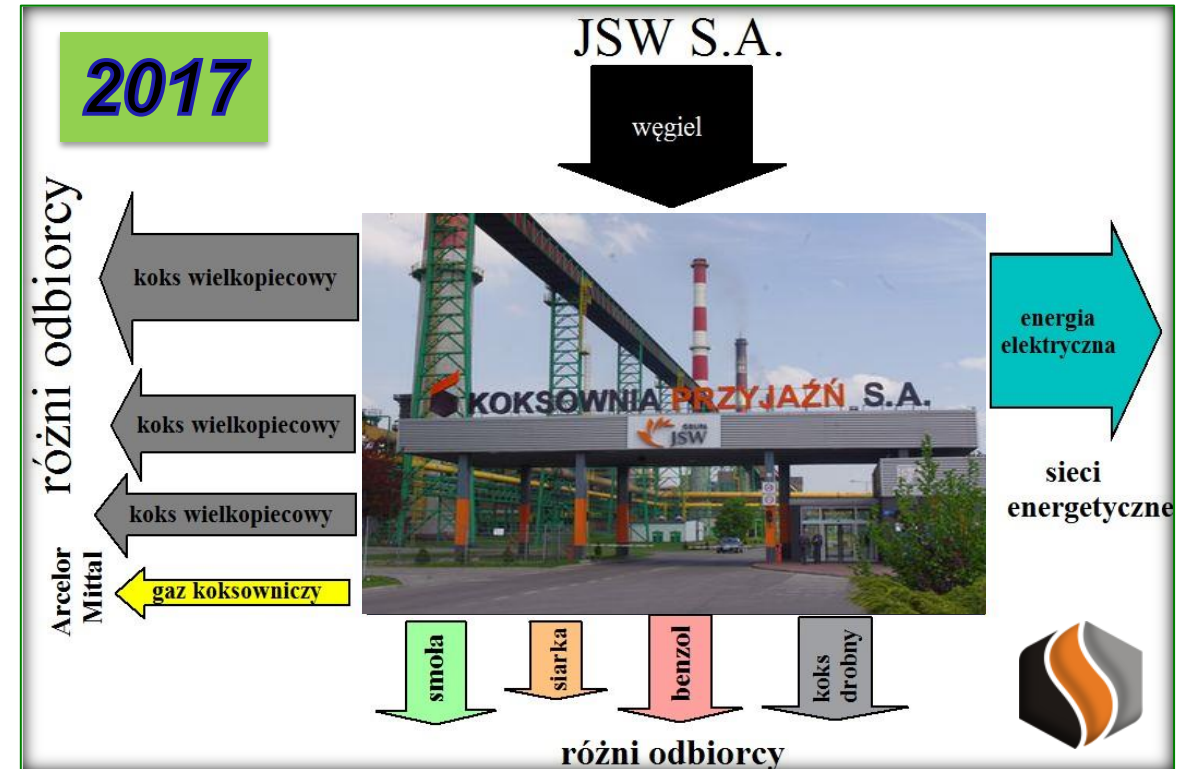 JSW S.A.
2017
węgiel
różni odbiorcy
koks wielkopiecowy
koks wielkopiecowy
koks wielkopiecowy
Arcelor
Mittal
gaz koksowniczy
KOKSOWNIA PRZYJAŹŃ S.A.
GRUPA
JSW
energia
elektryczna
sieci
energetyczne
smoła
siarka
benzol
koks
drobny
różni odbiorcy